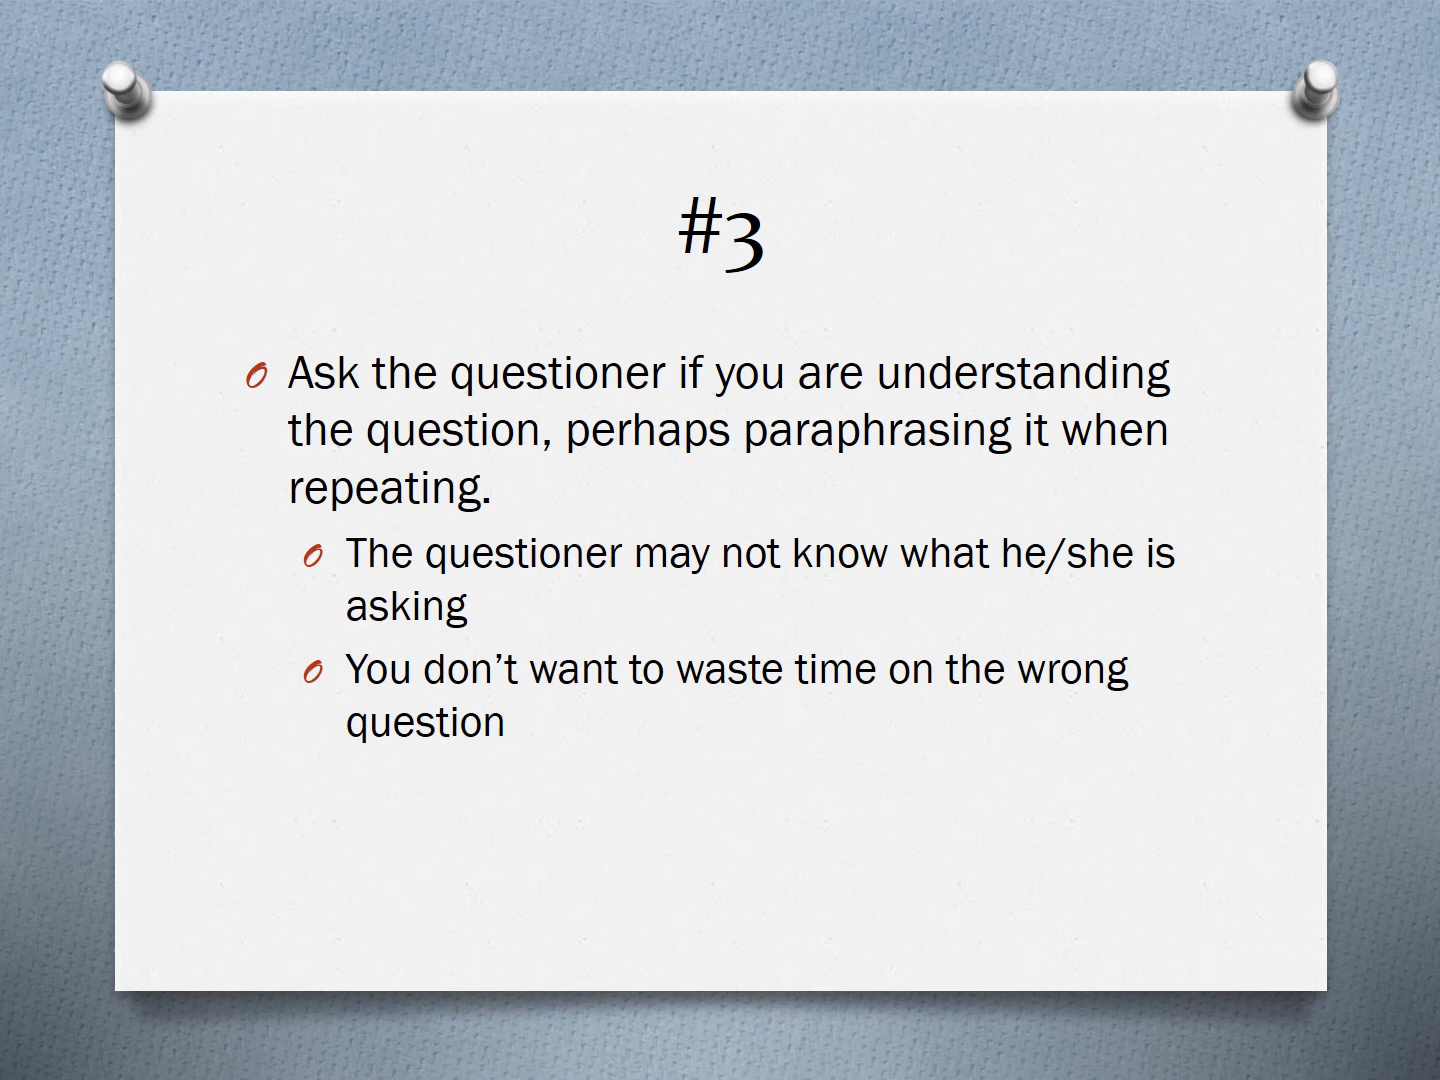 #3
Ask the questioner if you are understanding
the question, perhaps paraphrasing it when
repeating.
The questioner may not know what he/she is
asking
You don’t want to waste time on the wrong
question